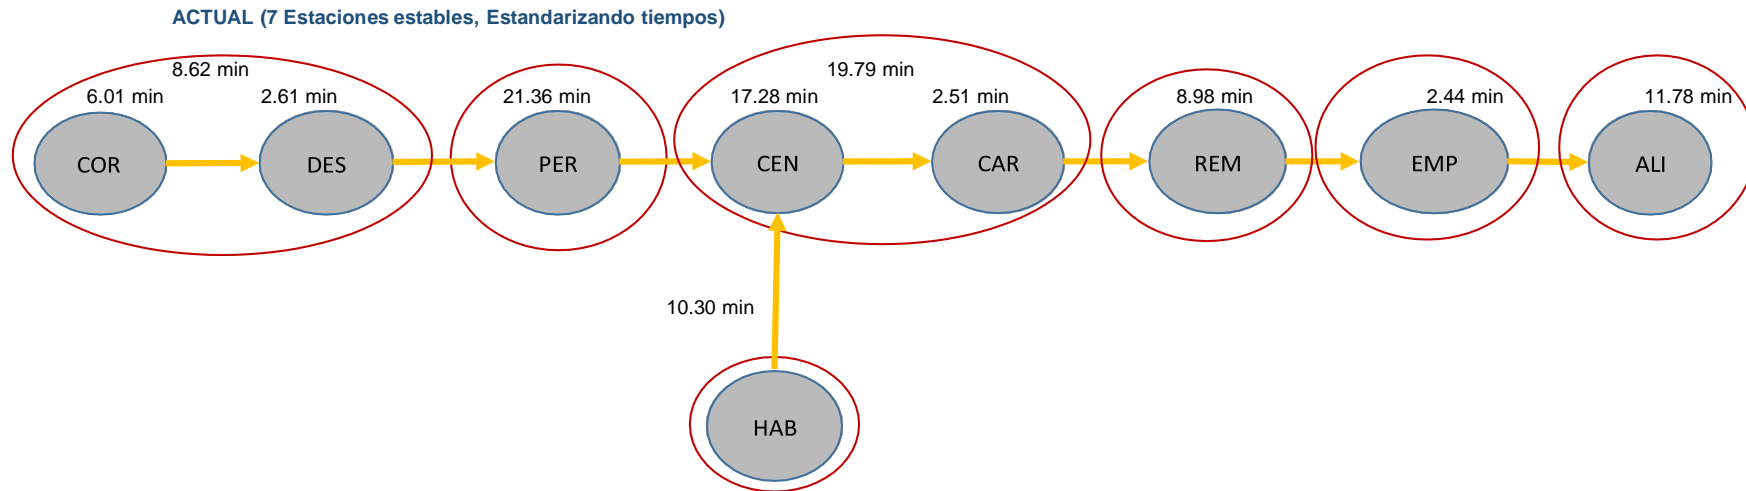 ACTUAL (7 Estaciones estables, Estandarizando tiempos)
8.62 min
19.79 min
6.01 min
2.61 min
21.36 min
17.28 min
2.51 min
8.98 min
2.44 min
11.78 min
COR
DES
PER
CEN
CAR
REM
EMP
ALI
10.30 min
HAB